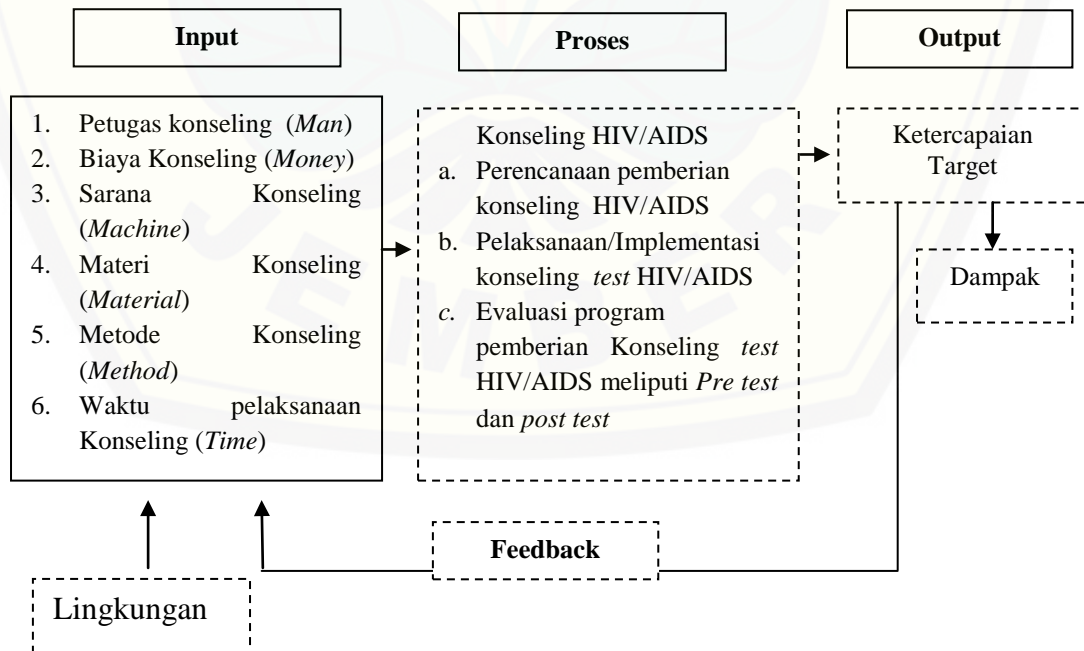 Input
Proses
Output
1. Petugas konseling (Man)
2. Biaya Konseling (Money)
3. Sarana Konseling
(Machine)
4. Materi Konseling
(Material)
5. Metode Konseling
(Method)
6. Waktu pelaksanaan
Konseling (Time)
Konseling HIV/AIDS
a. Perencanaan pemberian
konseling HIV/AIDS
b. Pelaksanaan/Implementasi
konseling test HIV/AIDS
c. Evaluasi program
pemberian Konseling test
HIV/AIDS meliputi Pre test
dan post test
Ketercapaian
Target
Dampak
Feedback
Lingkungan
JEMBER